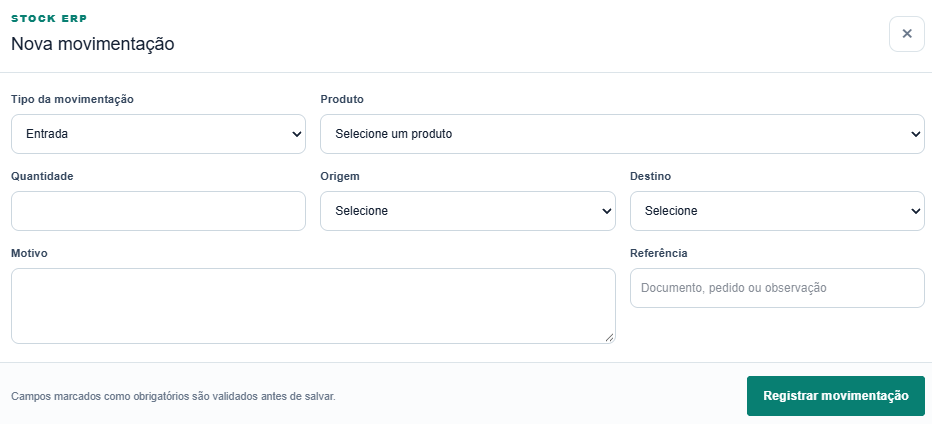 STOCK ERP
Nova movimentação
×
Tipo da movimentação
Produto
Entrada
Selecione um produto
Quantidade
Origem
Destino
Selecione
Selecione
Motivo
Referência
Documento, pedido ou observação
Campos marcados como obrigatórios são validados antes de salvar.
Registrar movimentação